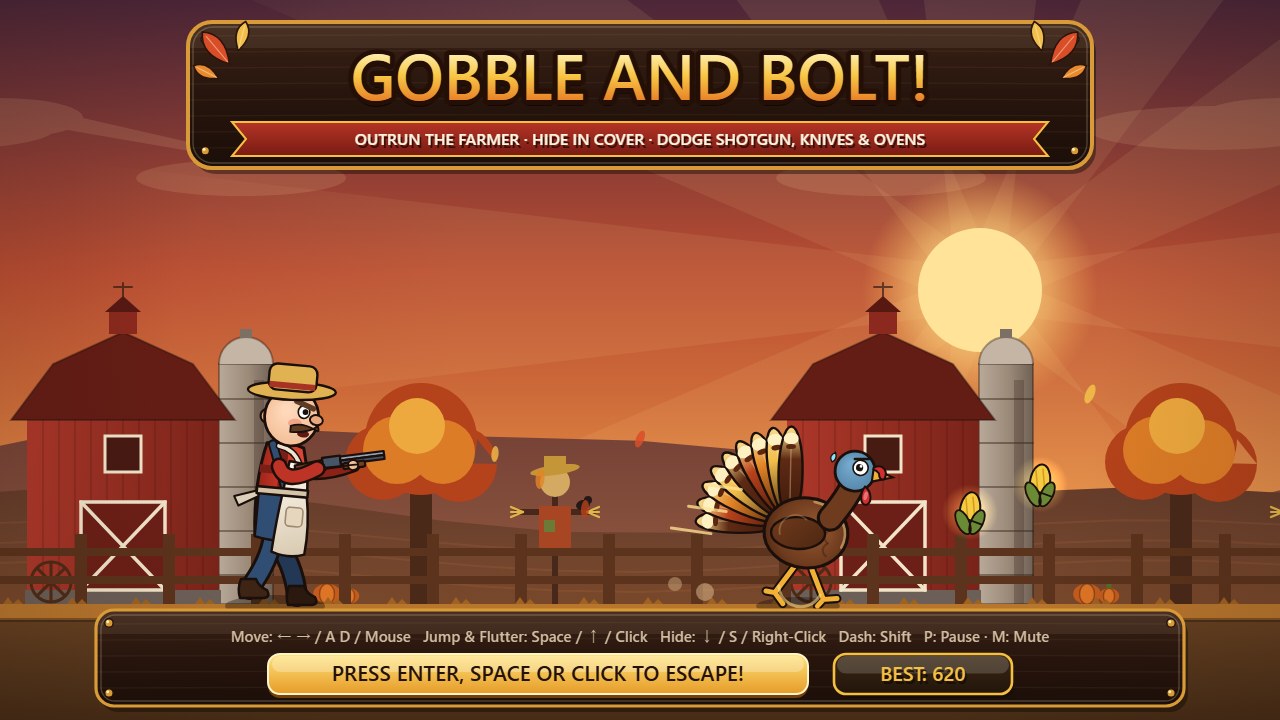 GOBBLE AND BOLT!
OUTRUN THE FARMER · HIDE IN COVER · DODGE SHOTGUN, KNIVES & OVENS
Move: ← → / A D / Mouse Jump & Flutter: Space / ↑ / Click Hide: ↓ / S / Right-Click Dash: Shift P: Pause · M: Mute
PRESS ENTER, SPACE OR CLICK TO ESCAPE!
BEST: 620